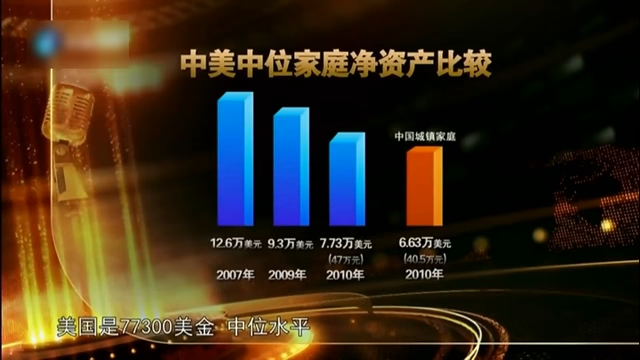 中美中位家庭净资产比较
中国城镇家庭
12.6万美元 9.3万美元 7.73万美元 6.63万美元
(47万元) (40.5万元)
2007年 2009年 2010年 2010年
美国是77300美金 中位水平